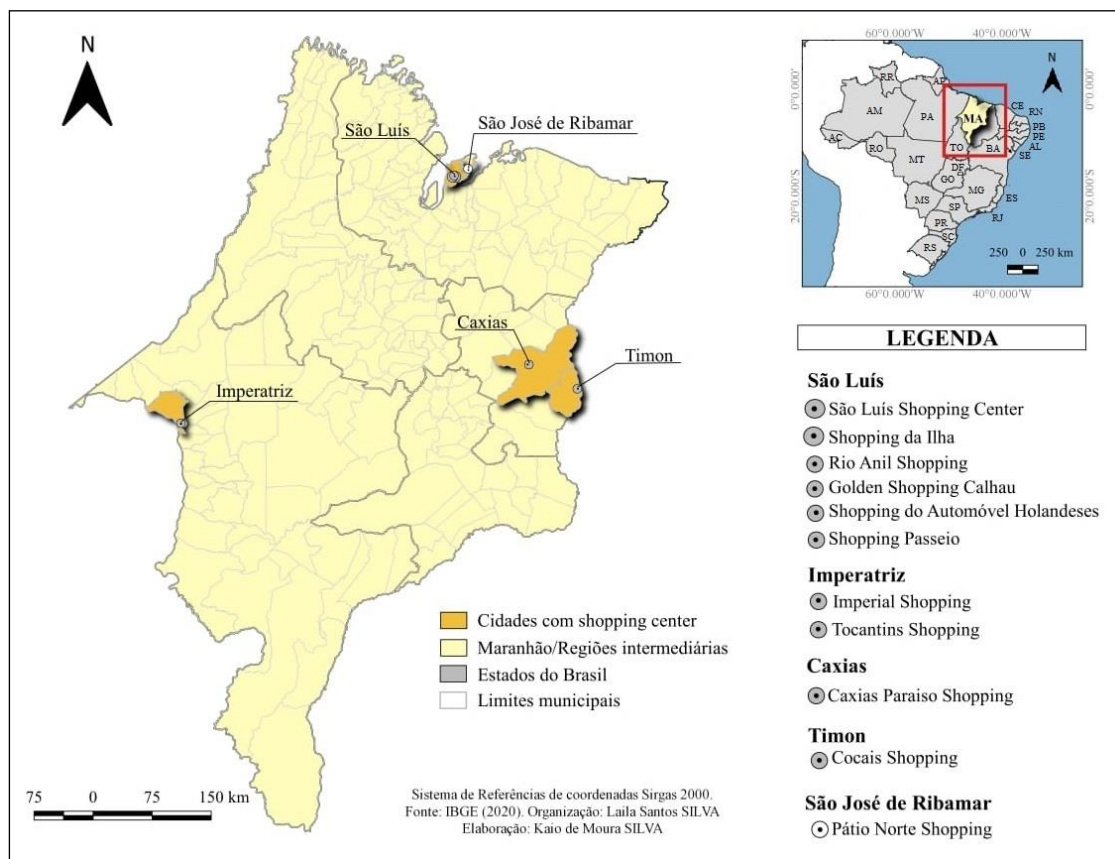 N
São Luís
São José de Ribamar
Caxias
Timon
Imperatriz
Cidades com shopping center
Maranhão/Regiões intermediárias
Estados do Brasil
Limites municipais
75 0 75 150 km
Sistema de Referências de coordenadas Sirgas 2000.
Fonte: IBGE (2020). Organização: Laila Santos SILVA
Elaboração: Kaio de Moura SILVA
60°0.000'W 40°0.000'W
0°0.000'
20°0.000'S
0°0.000'
20°0.000'S
N
RR
AP
AM
PA
MA
CE
RN
PB
PE
AL
SE
AC
RO
TO
BA
MT
DF
GO
MG
MS
ES
SP
RJ
PR
SC
RS
250 0 250 km
60°0.000'W 40°0.000'W
LEGENDA
São Luís
São Luís Shopping Center
Shopping da Ilha
Rio Anil Shopping
Golden Shopping Calhau
Shopping do Automóvel Holandeses
Shopping Passeio
Imperatriz
Imperial Shopping
Tocantins Shopping
Caxias
Caxias Paraiso Shopping
Timon
Cocais Shopping
São José de Ribamar
Pátio Norte Shopping